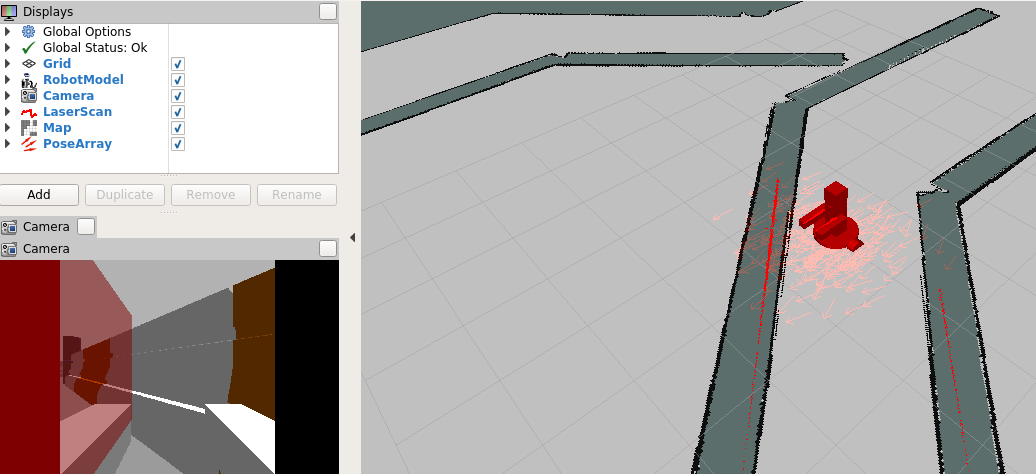 Displays
Global Options
Global Status: Ok
Grid
RobotModel
Camera
LaserScan
Map
PoseArray
Add Duplicate Remove Rename
Camera
Camera